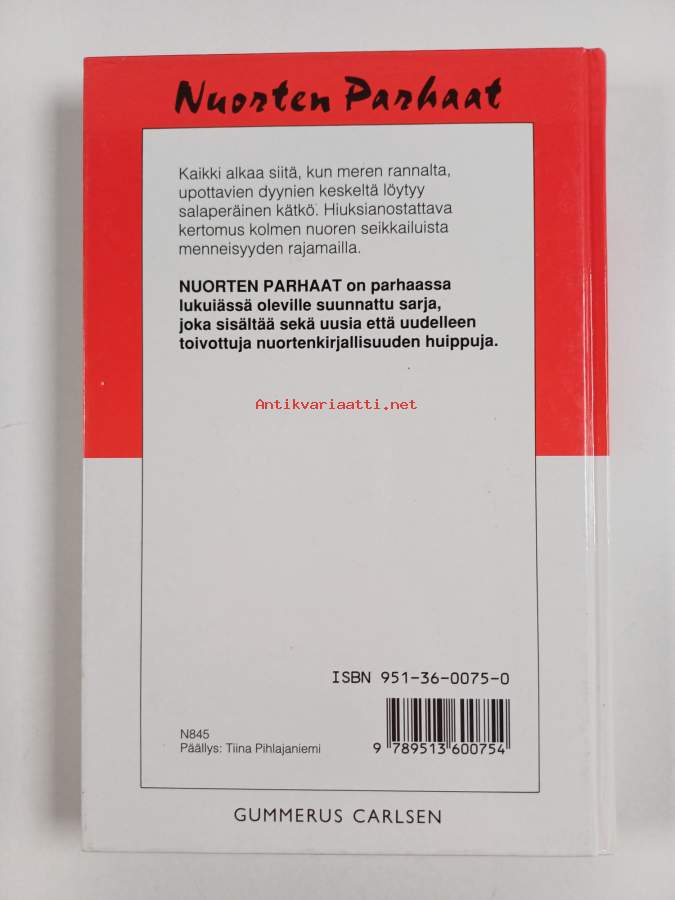 Nuorten Parhaat
Kaikki alkaa siitä, kun meren rannalta,
upottavien dyynien keskeltä löytyy
salaperäinen kätkö. Hiuksianostattava
kertomus kolmen nuoren seikkailuista
menneisyyden rajamailla.
NUORTEN PARHAAT on parhaassa
lukuiässä oleville suunnattu sarja,
joka sisältää sekä uusia että uudelleen
toivottuja nuortenkirjallisuuden huippuja.
Antikvariaatti.net
ISBN 951-36-0075-0
N845
Päällys: Tiina Pihlajaniemi
9 789513 600754
GUMMERUS CARLSEN